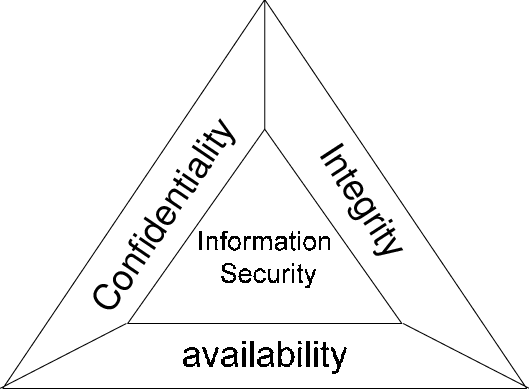 Confidentiality
Integrity
Information
Security
availability